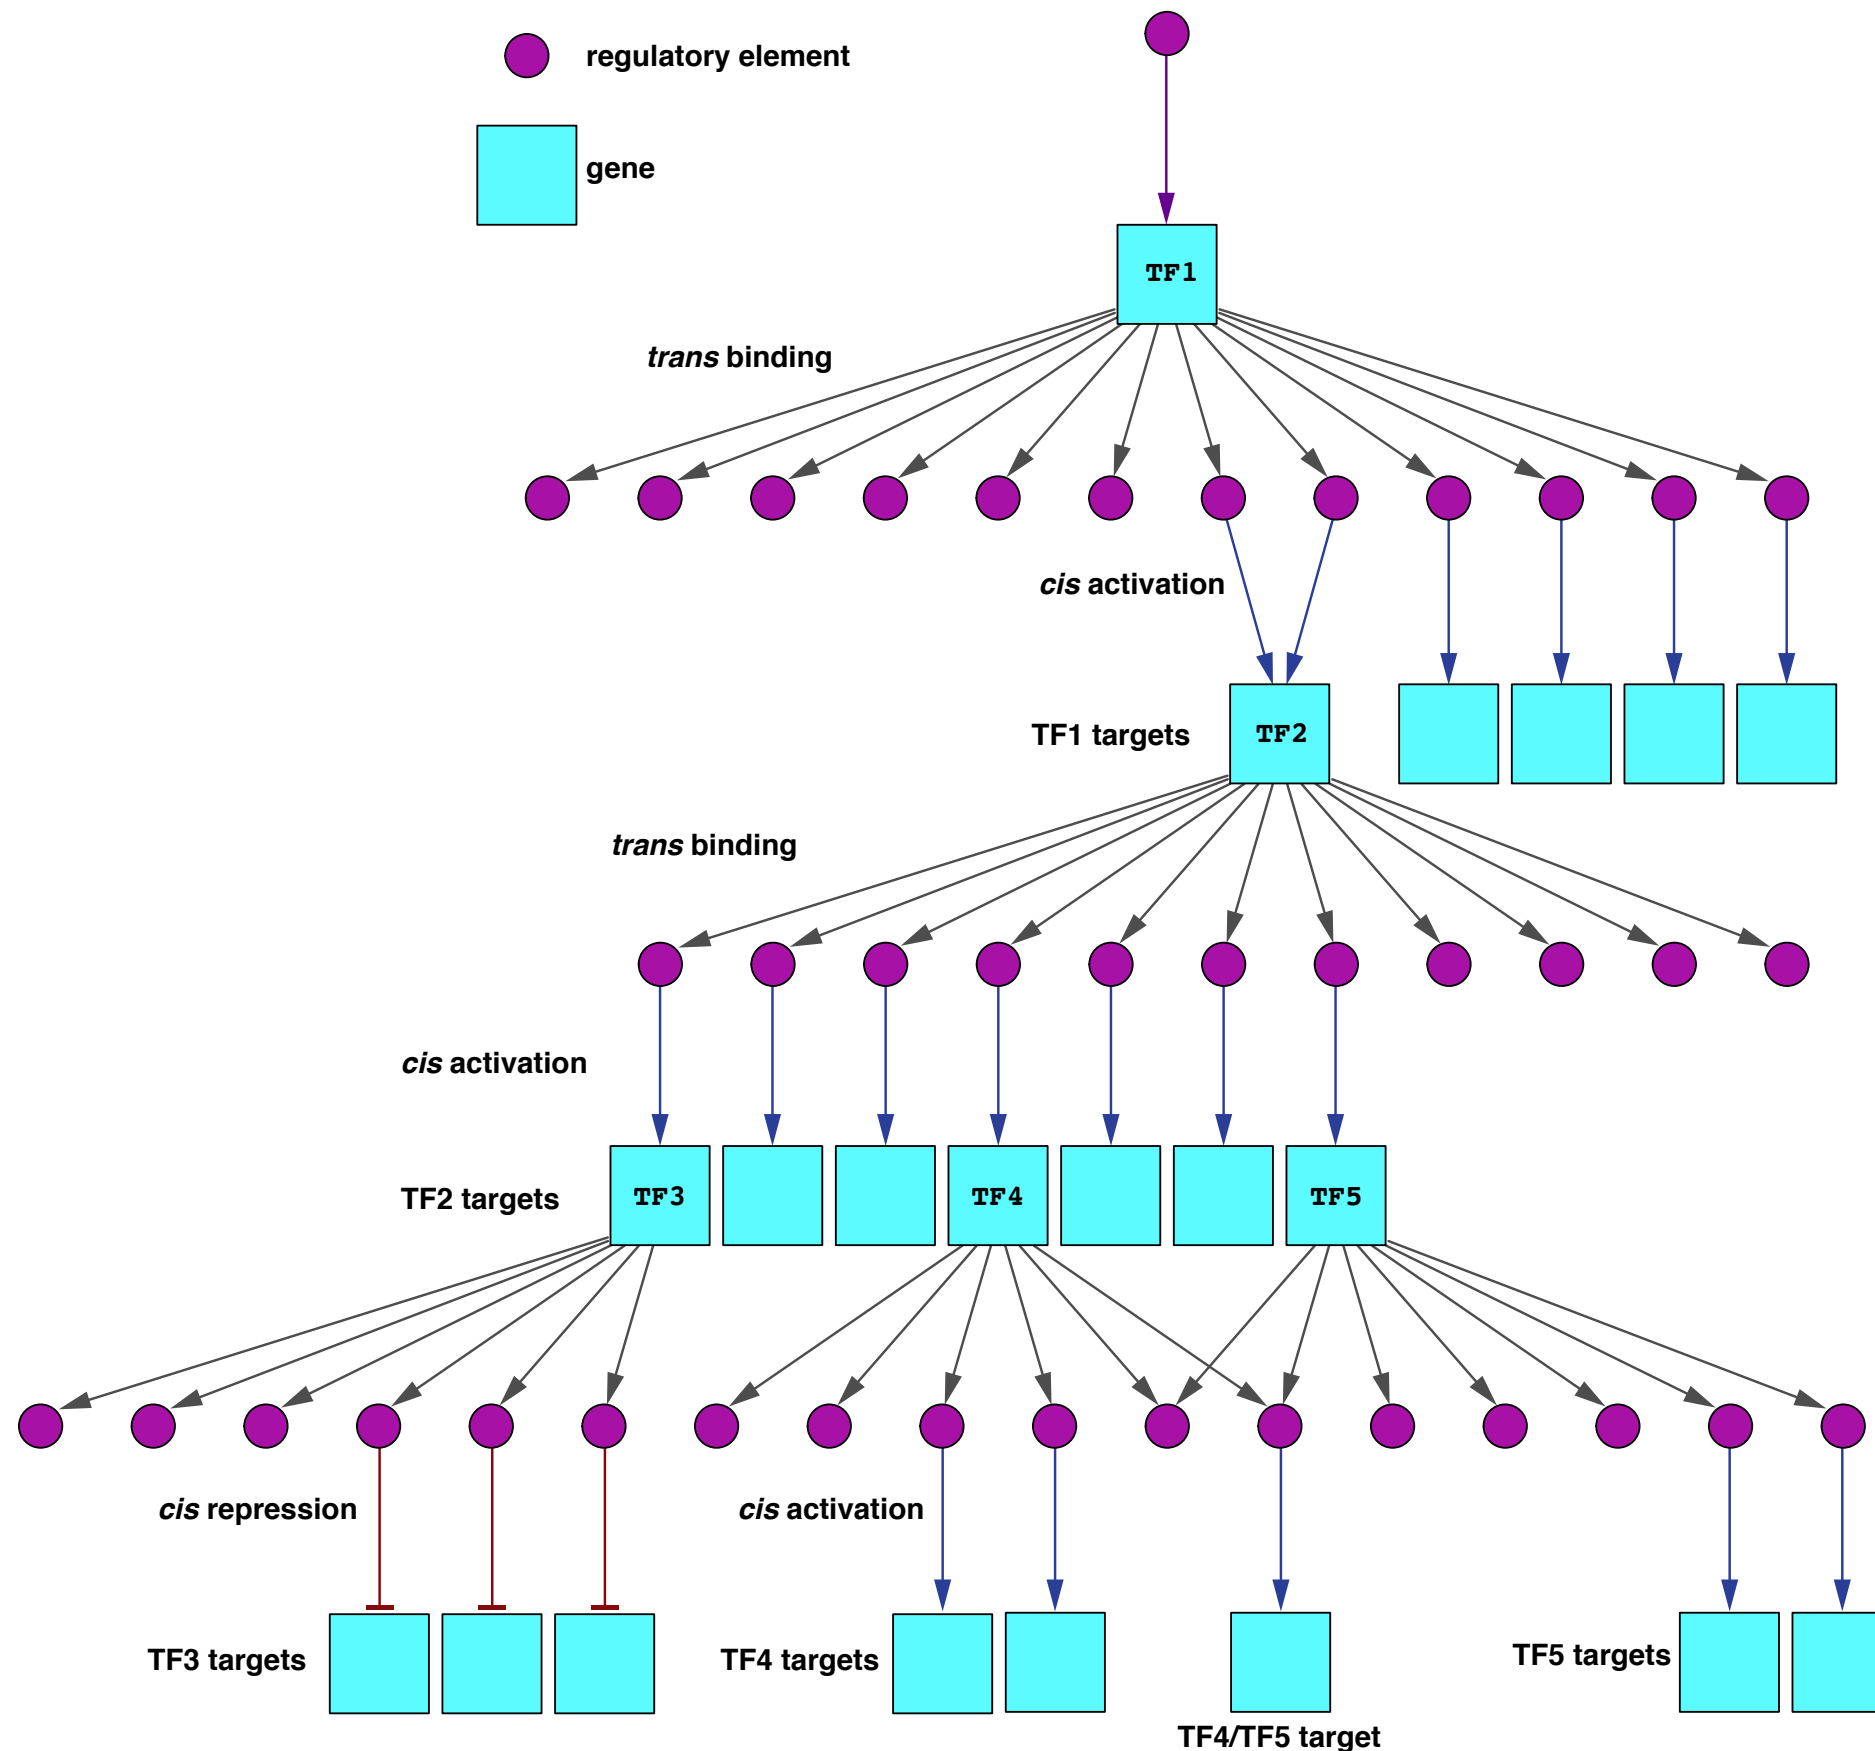 regulatory element
gene
TF1
trans binding
cis activation
TF1 targets
TF2
trans binding
cis activation
TF2 targets
TF3
TF4
TF5
cis repression
cis activation
TF3 targets
TF4 targets
TF5 targets
TF4/TF5 target